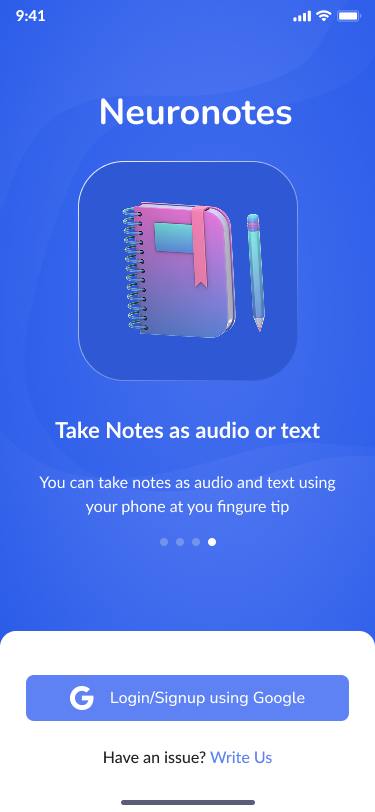 9:41
Neuronotes
Take Notes as audio or text
You can take notes as audio and text using
your phone at you fingure tip
Login/Signup using Google
Have an issue? Write Us